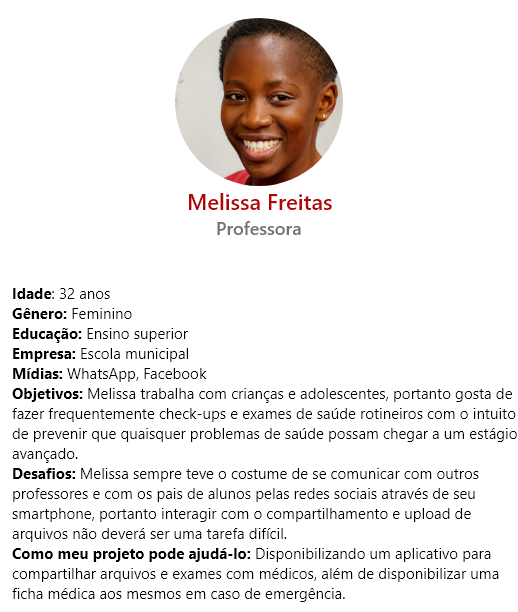 Melissa Freitas
Professora
Idade: 32 anos
Gênero: Feminino
Educação: Ensino superior
Empresa: Escola municipal
Mídias: WhatsApp, Facebook
Objetivos: Melissa trabalha com crianças e adolescentes, portanto gosta de
fazer frequentemente check-ups e exames de saúde rotineiros com o intuito
de prevenir que quaisquer problemas de saúde possam chegar a um estágio
avançado.
Desafios: Melissa sempre teve o costume de se comunicar com outros
professores e com os pais de alunos pelas redes sociais através de seu
smartphone, portanto interagir com o compartilhamento e upload de
arquivos não deverá ser uma tarefa difícil.
Como meu projeto pode ajudá-lo: Disponibilizando um aplicativo para
compartilhar arquivos e exames com médicos, além de disponibilizar uma
ficha médica aos mesmos em caso de emergência.